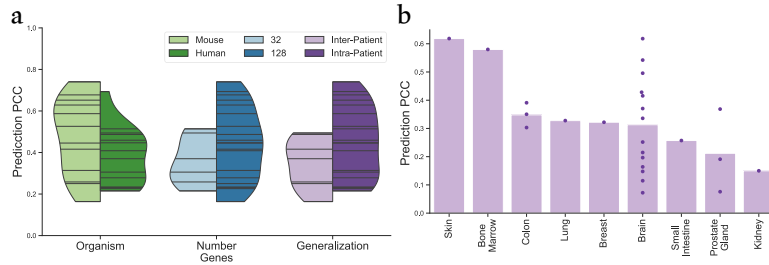 a
Predicction PCC
1.0
0.8
0.6
0.4
0.2
0.0
Mouse
Human
32
128
Inter-Patient
Intra-Patient
Organism
Number
Genes
Generalization
b
Prediction PCC
0.6
0.5
0.4
0.3
0.2
0.1
0.0
Skin
Bone
Marrow
Colon
Lung
Breast
Brain
Small
Intestine
Prostate
Gland
Kidney